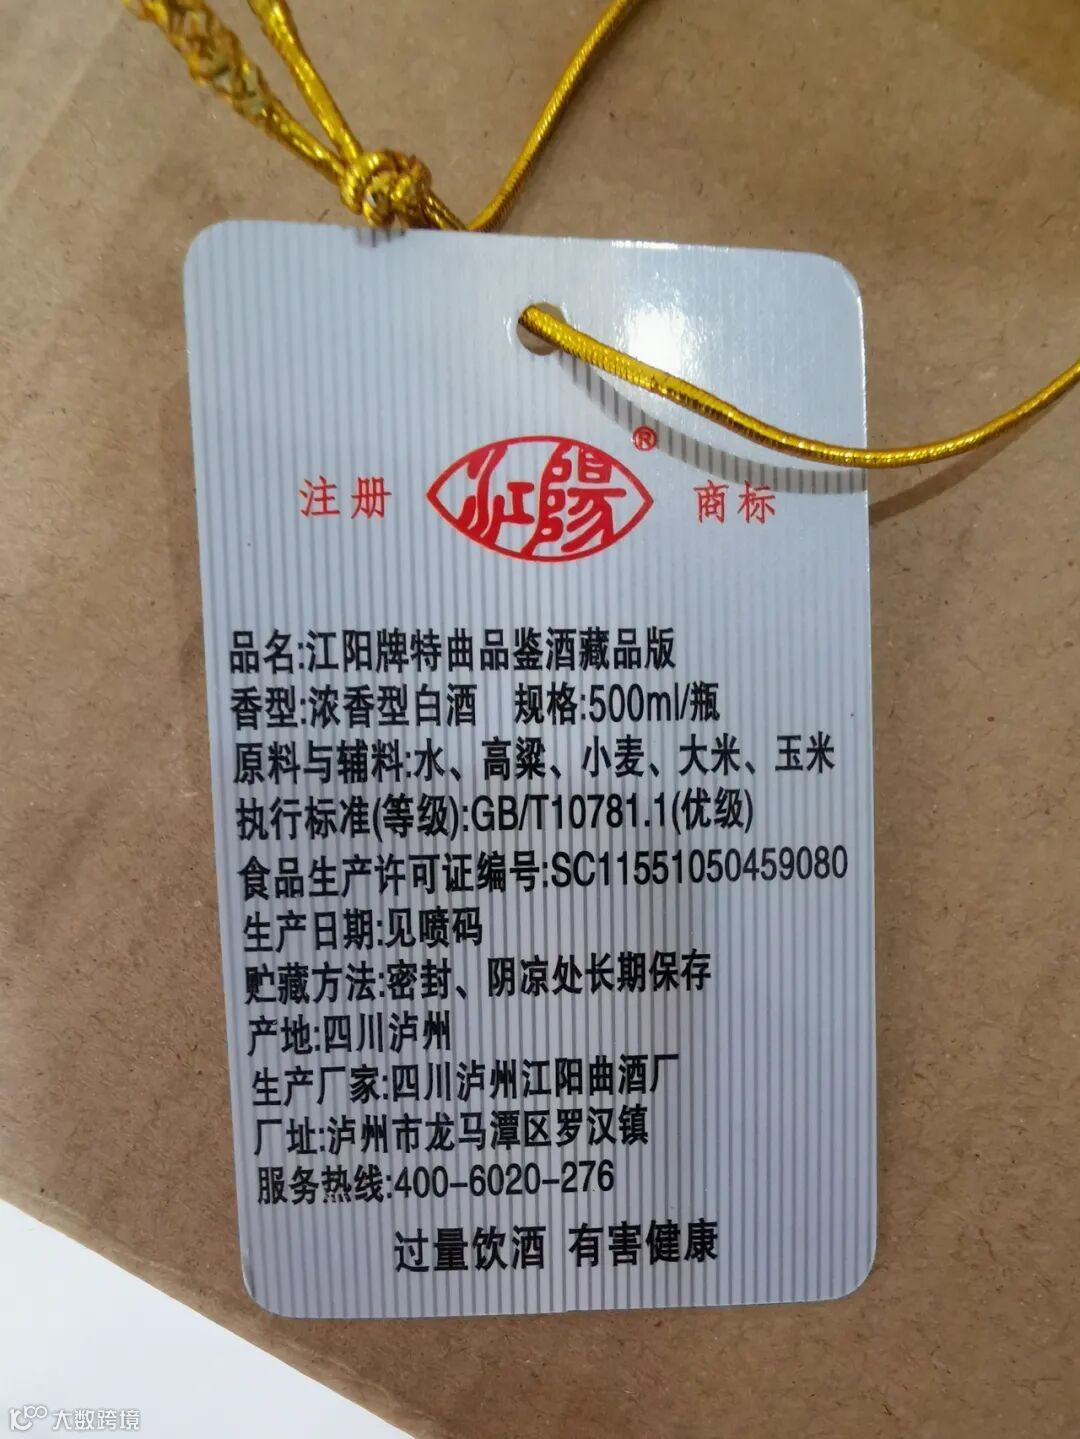 注册 江陽® 商标
品名:江阳牌特曲品鉴酒藏品版
香型:浓香型白酒 规格:500ml/瓶
原料与辅料:水、高粱、小麦、大米、玉米
执行标准(等级):GB/T10781.1(优级)
食品生产许可证编号:SC11551050459080
生产日期:见喷码
贮藏方法:密封、阴凉处长期保存
产地:四川泸州
生产厂家:四川泸州江阳曲酒厂
厂址:泸州市龙马潭区罗汉镇
服务热线:400-6020-276
过量饮酒 有害健康
大数跨境